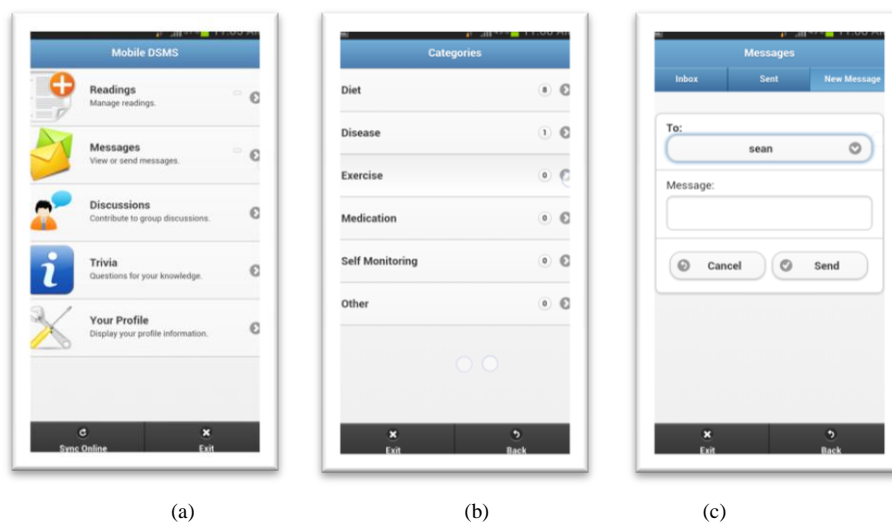 Mobile DSMS
Readings
Manage readings.
Messages
View or send messages.
Discussions
Contribute to group discussions.
Trivia
Questions for your knowledge.
Your Profile
Display your profile information.
Sync Online
Exit
Categories
Diet 8
Disease 1
Exercise 0
Medication 0
Self Monitoring 0
Other 0
Exit
Back
Messages
Inbox
Sent
New Message
To:
sean
Message:
Cancel
Send
Exit
Back
(a)
(b)
(c)